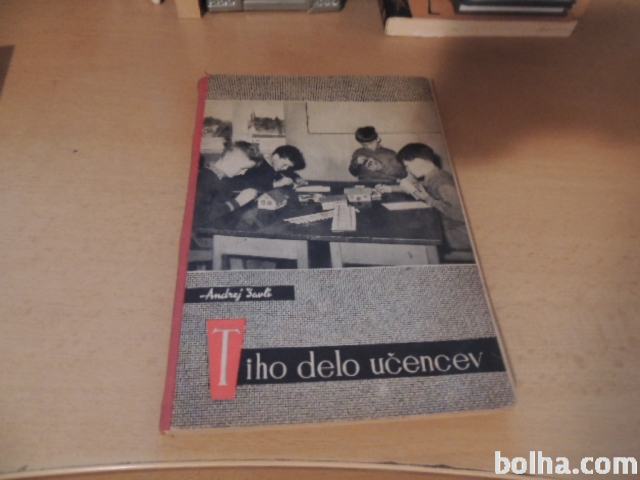 Andrej Šavli
Tiho delo učencev
bolha.com